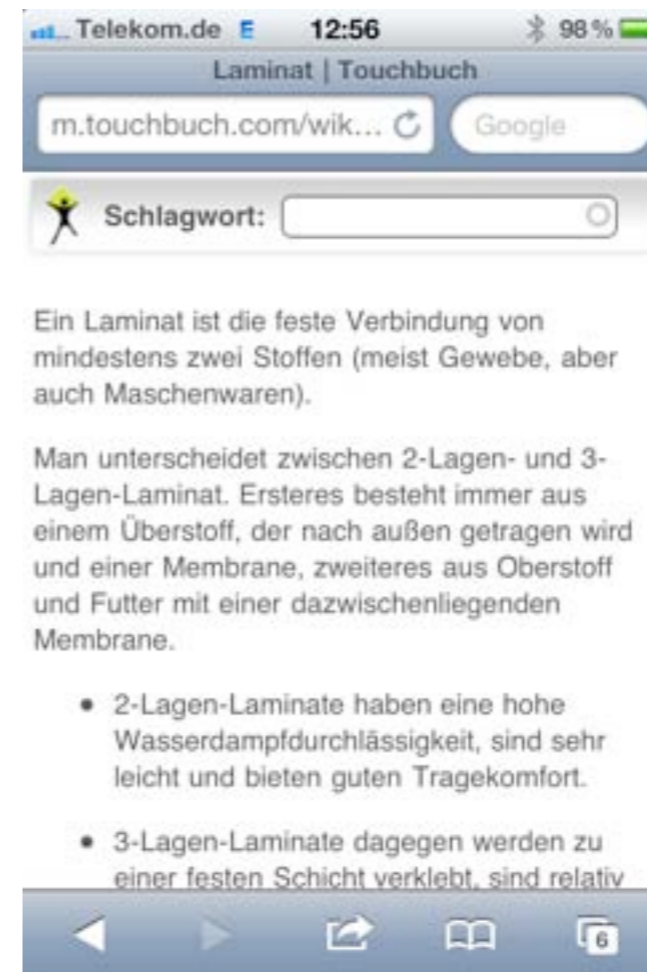 Telekom.de E 12:56 98 %
Laminat | Touchbuch
m.touchbuch.com/wik... Google
Schlagwort:
Ein Laminat ist die feste Verbindung von
mindestens zwei Stoffen (meist Gewebe, aber
auch Maschenwaren).
Man unterscheidet zwischen 2-Lagen- und 3-
Lagen-Laminat. Ersteres besteht immer aus
einem Überstoff, der nach außen getragen wird
und einer Membrane, zweiteres aus Oberstoff
und Futter mit einer dazwischenliegenden
Membrane.
• 2-Lagen-Laminate haben eine hohe
Wasserdampfdurchlässigkeit, sind sehr
leicht und bieten guten Tragekomfort.
• 3-Lagen-Laminate dagegen werden zu
einer festen Schicht verklebt, sind relativ
6